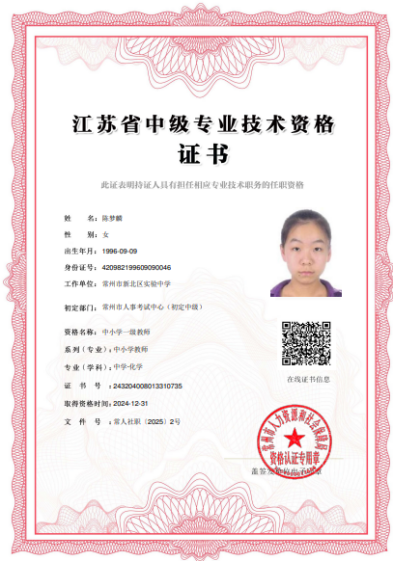 江苏省中级专业技术资格
证书
此证表明持证人具有担任相应专业技术职务的任职资格
姓 名：陈梦麟
性 别：女
出生年月：1996-09-09
身份证号：420982199609090046
工作单位：常州市新北区实验中学
初定部门：常州市人事考试中心（初定中级）
资格名称：中小学一级教师
系列（专业）：中小学教师
专业（学科）：中学·化学
证 书 号：243204008013310735
取得资格时间：2024-12-31
文 件 号：常人社职（2025）2号
在线证书信息
常州市人力资源和社会保障局
资格认证专用章